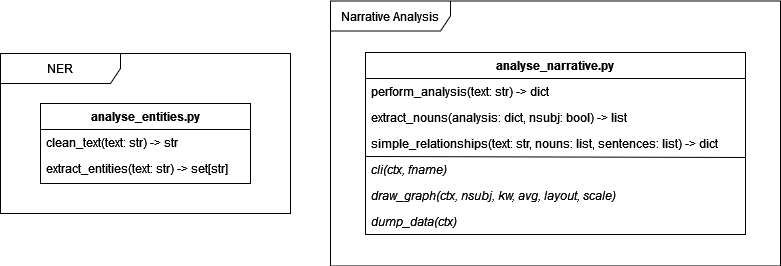 NER
analyse_entities.py
clean_text(text: str) -> str
extract_entities(text: str) -> set[str]
Narrative Analysis
analyse_narrative.py
perform_analysis(text: str) -> dict
extract_nouns(analysis: dict, nsubj: bool) -> list
simple_relationships(text: str, nouns: list, sentences: list) -> dict
cli(ctx, fname)
draw_graph(ctx, nsubj, kw, avg, layout, scale)
dump_data(ctx)